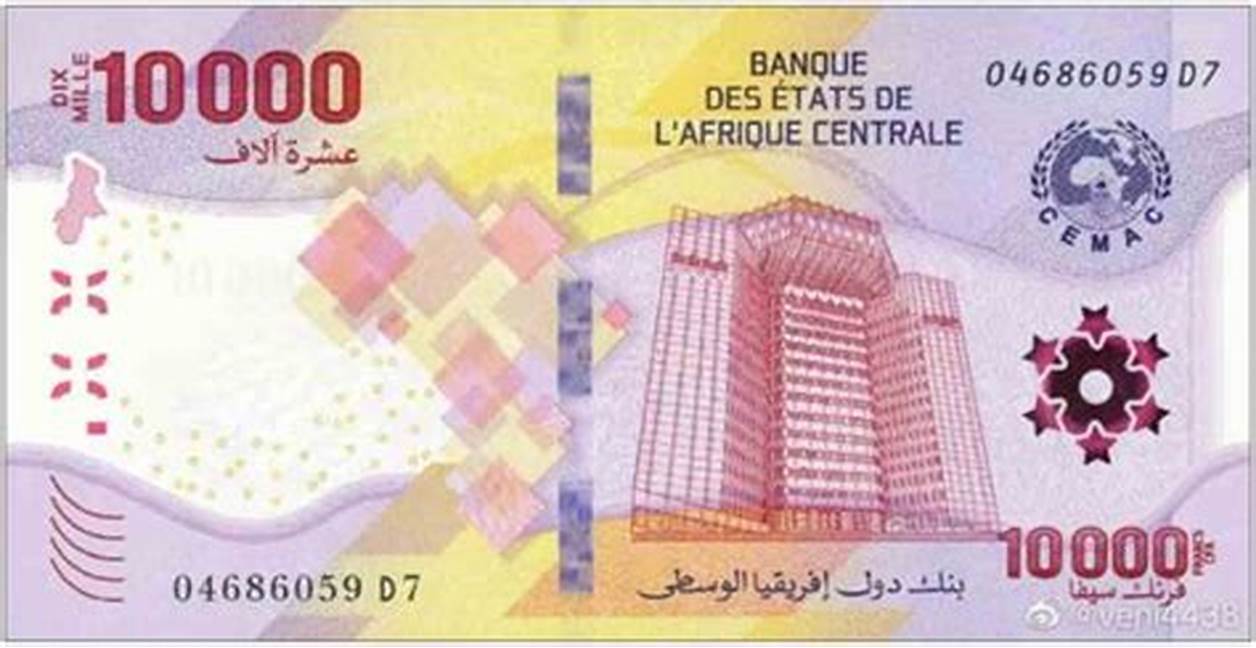 DIX
MILLE
10 000
عشرة آلاف
BANQUE
DES ÉTATS DE
L'AFRIQUE CENTRALE
04686059 D7
CEMAC
04686059 D7
بنك دول إفريقيا الوسطى
10 000
FRANCS
CFA
فرنك سيفا
@veni4438